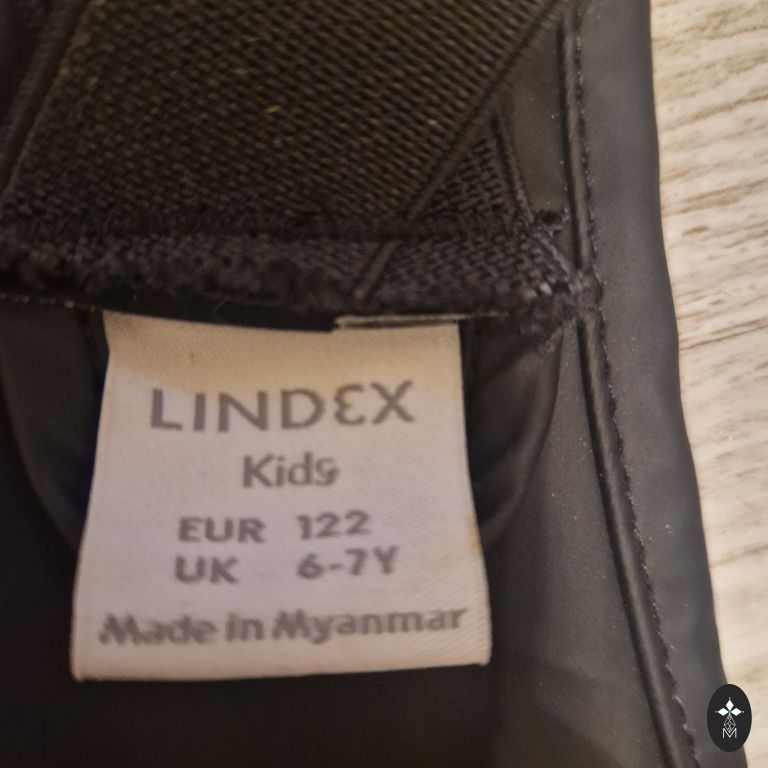 LINDEX
Kids
EUR 122
UK 6-7Y
Made in Myanmar
M